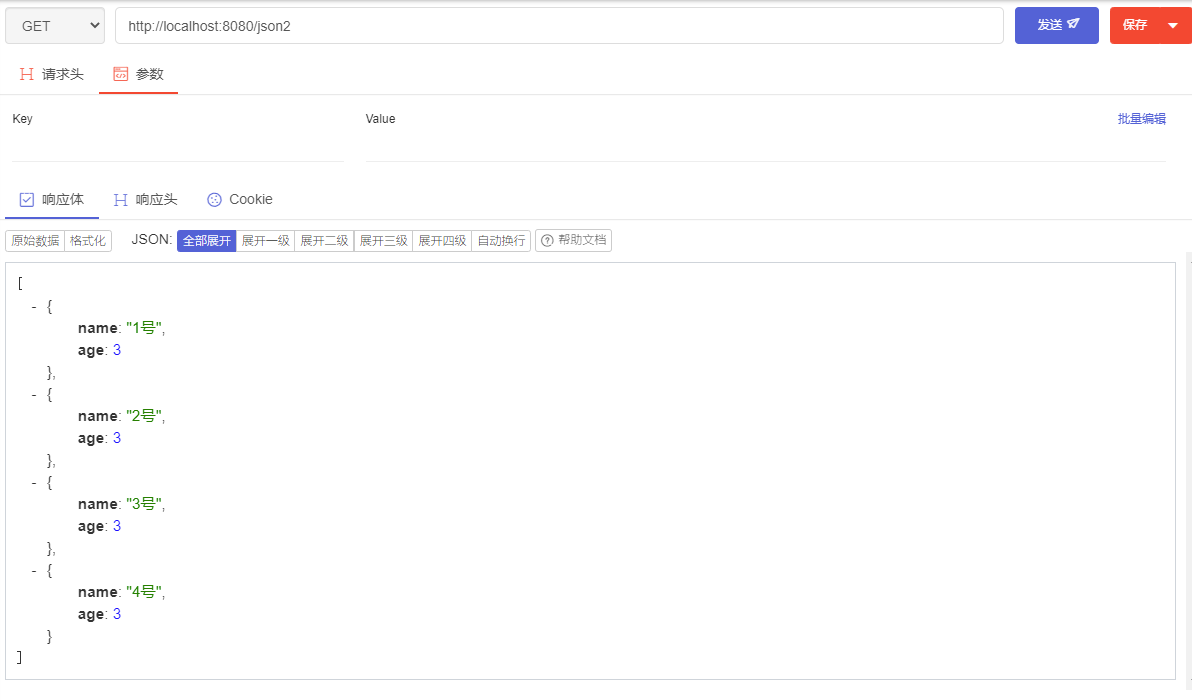 GET http://localhost:8080/json2 发送 保存
请求头 参数
Key Value 批量编辑
响应体 响应头 Cookie
原始数据 格式化 JSON: 全部展开 展开一级 展开二级 展开三级 展开四级 自动换行 帮助文档
[
- {
name: "1号",
age: 3
},
- {
name: "2号",
age: 3
},
- {
name: "3号",
age: 3
},
- {
name: "4号",
age: 3
}
]